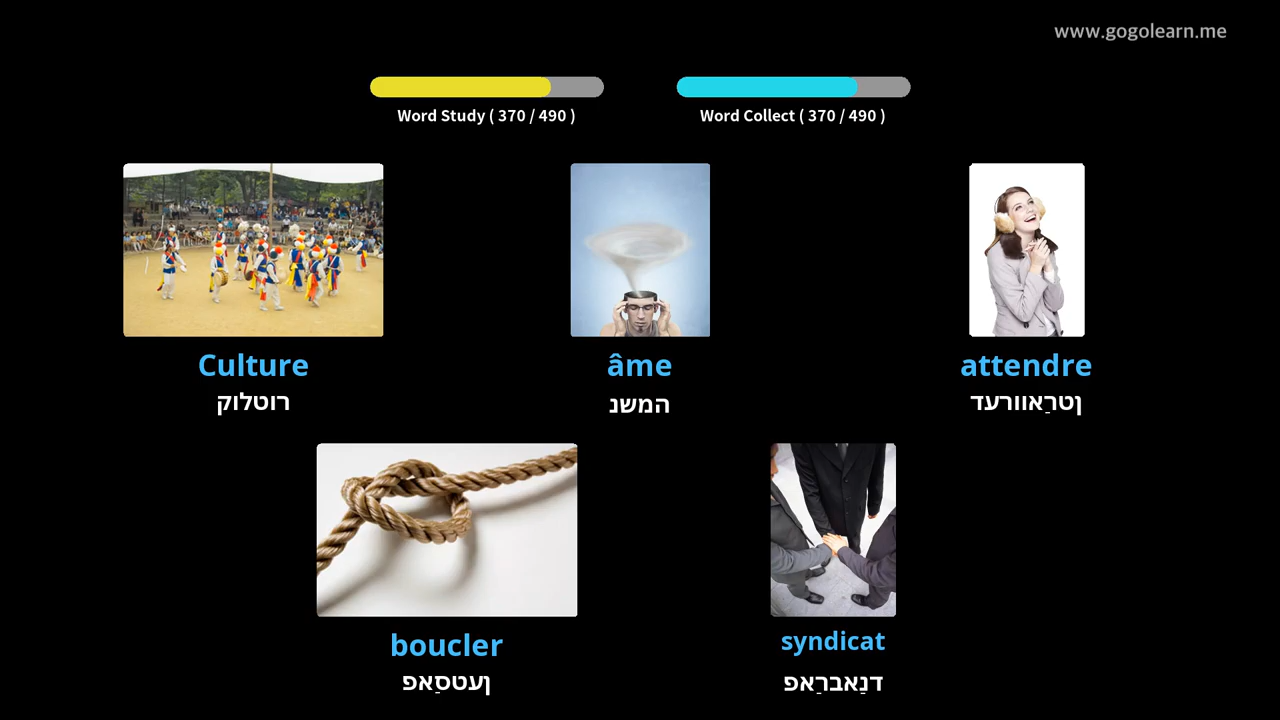 www.gogolearn.me
Word Study ( 370 / 490 )
Word Collect ( 370 / 490 )
Culture
רוטלוק
âme
המשנ
attendre
ןטרַאוורעד
boucler
ןעטסַאפ
syndicat
דנַאברַאפ